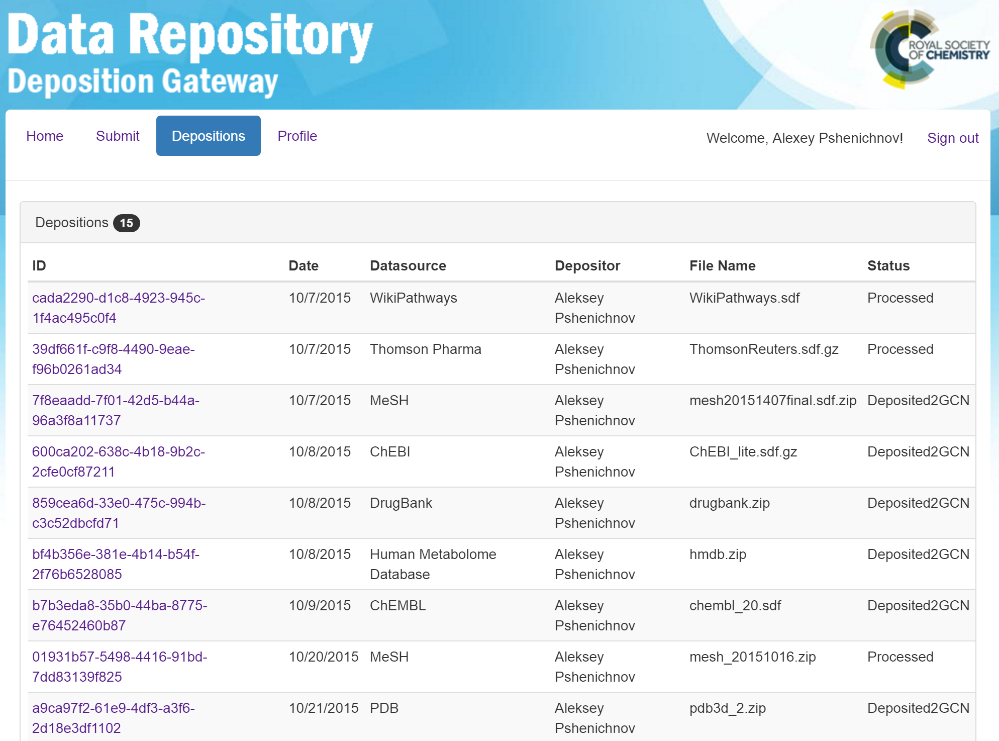 Data Repository
Deposition Gateway
ROYAL SOCIETY
OF CHEMISTRY
Home Submit Depositions Profile Welcome, Alexey Pshenichnov! Sign out
Depositions 15
ID Date Datasource Depositor File Name Status
cada2290-d1c8-4923-945c- 10/7/2015 WikiPathways Aleksey WikiPathways.sdf Processed
1f4ac495c0f4 Pshenichnov
39df661f-c9f8-4490-9eae- 10/7/2015 Thomson Pharma Aleksey ThomsonReuters.sdf.gz Processed
f96b0261ad34 Pshenichnov
7f8eaadd-7f01-42d5-b44a- 10/7/2015 MeSH Aleksey mesh20151407final.sdf.zip Deposited2GCN
96a3f8a11737 Pshenichnov
600ca202-638c-4b18-9b2c- 10/8/2015 ChEBI Aleksey ChEBI_lite.sdf.gz Deposited2GCN
2cfe0cf87211 Pshenichnov
859cea6d-33e0-475c-994b- 10/8/2015 DrugBank Aleksey drugbank.zip Deposited2GCN
c3c52dbcfd71 Pshenichnov
bf4b356e-381e-4b14-b54f- 10/8/2015 Human Metabolome Aleksey hmdb.zip Deposited2GCN
2f76b6528085 Database Pshenichnov
b7b3eda8-35b0-44ba-8775- 10/9/2015 ChEMBL Aleksey chembl_20.sdf Deposited2GCN
e76452460b87 Pshenichnov
01931b57-5498-4416-91bd- 10/20/2015 MeSH Aleksey mesh_20151016.zip Processed
7dd83139f825 Pshenichnov
a9ca97f2-61e9-4df3-a3f6- 10/21/2015 PDB Aleksey pdb3d_2.zip Deposited2GCN
2d18e3df1102 Pshenichnov